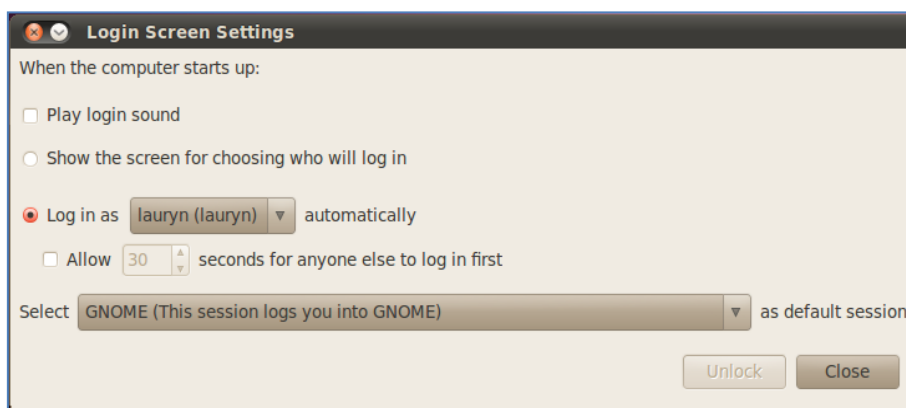 Login Screen Settings
When the computer starts up:
Play login sound
Show the screen for choosing who will log in
Log in as lauryn (lauryn) automatically
Allow 30 seconds for anyone else to log in first
Select GNOME (This session logs you into GNOME) as default session
Unlock Close